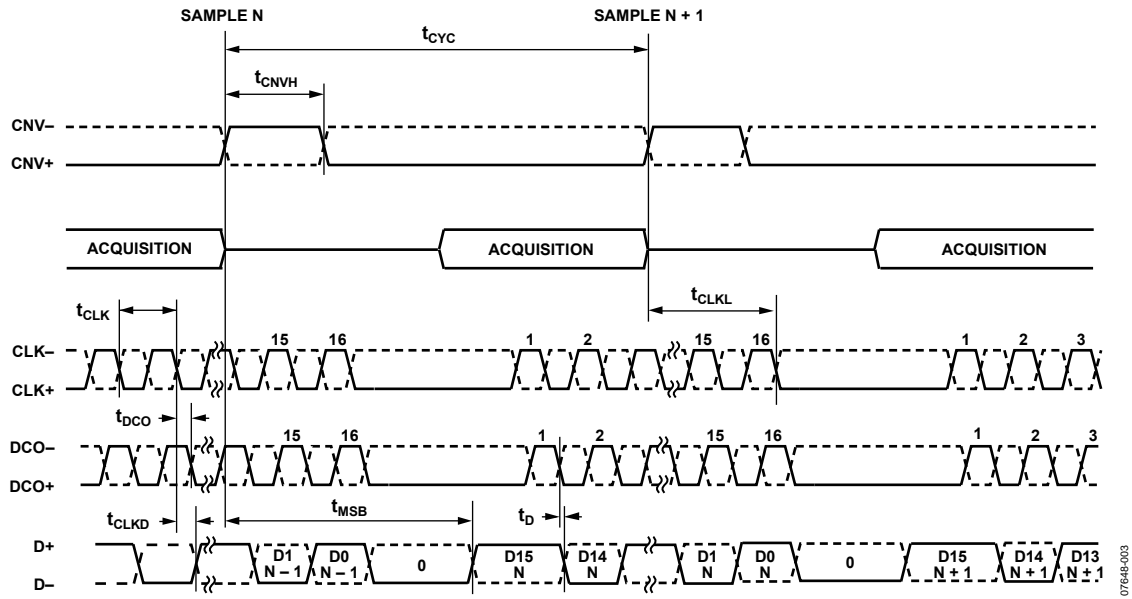 SAMPLE N SAMPLE N + 1
tCYC
tCNVH
CNV–
CNV+
ACQUISITION ACQUISITION ACQUISITION
tCLK tCLKL
15 16 1 2 15 16 1 2 3
CLK–
CLK+
tDCO
15 16 1 2 15 16 1 2 3
DCO–
DCO+
tCLKD tMSB tD
D+ D1 D0 0 D15 D14 D1 D0 0 D15 D14 D13
D– N – 1 N – 1 N N N N N + 1 N + 1 N + 1
07648-003